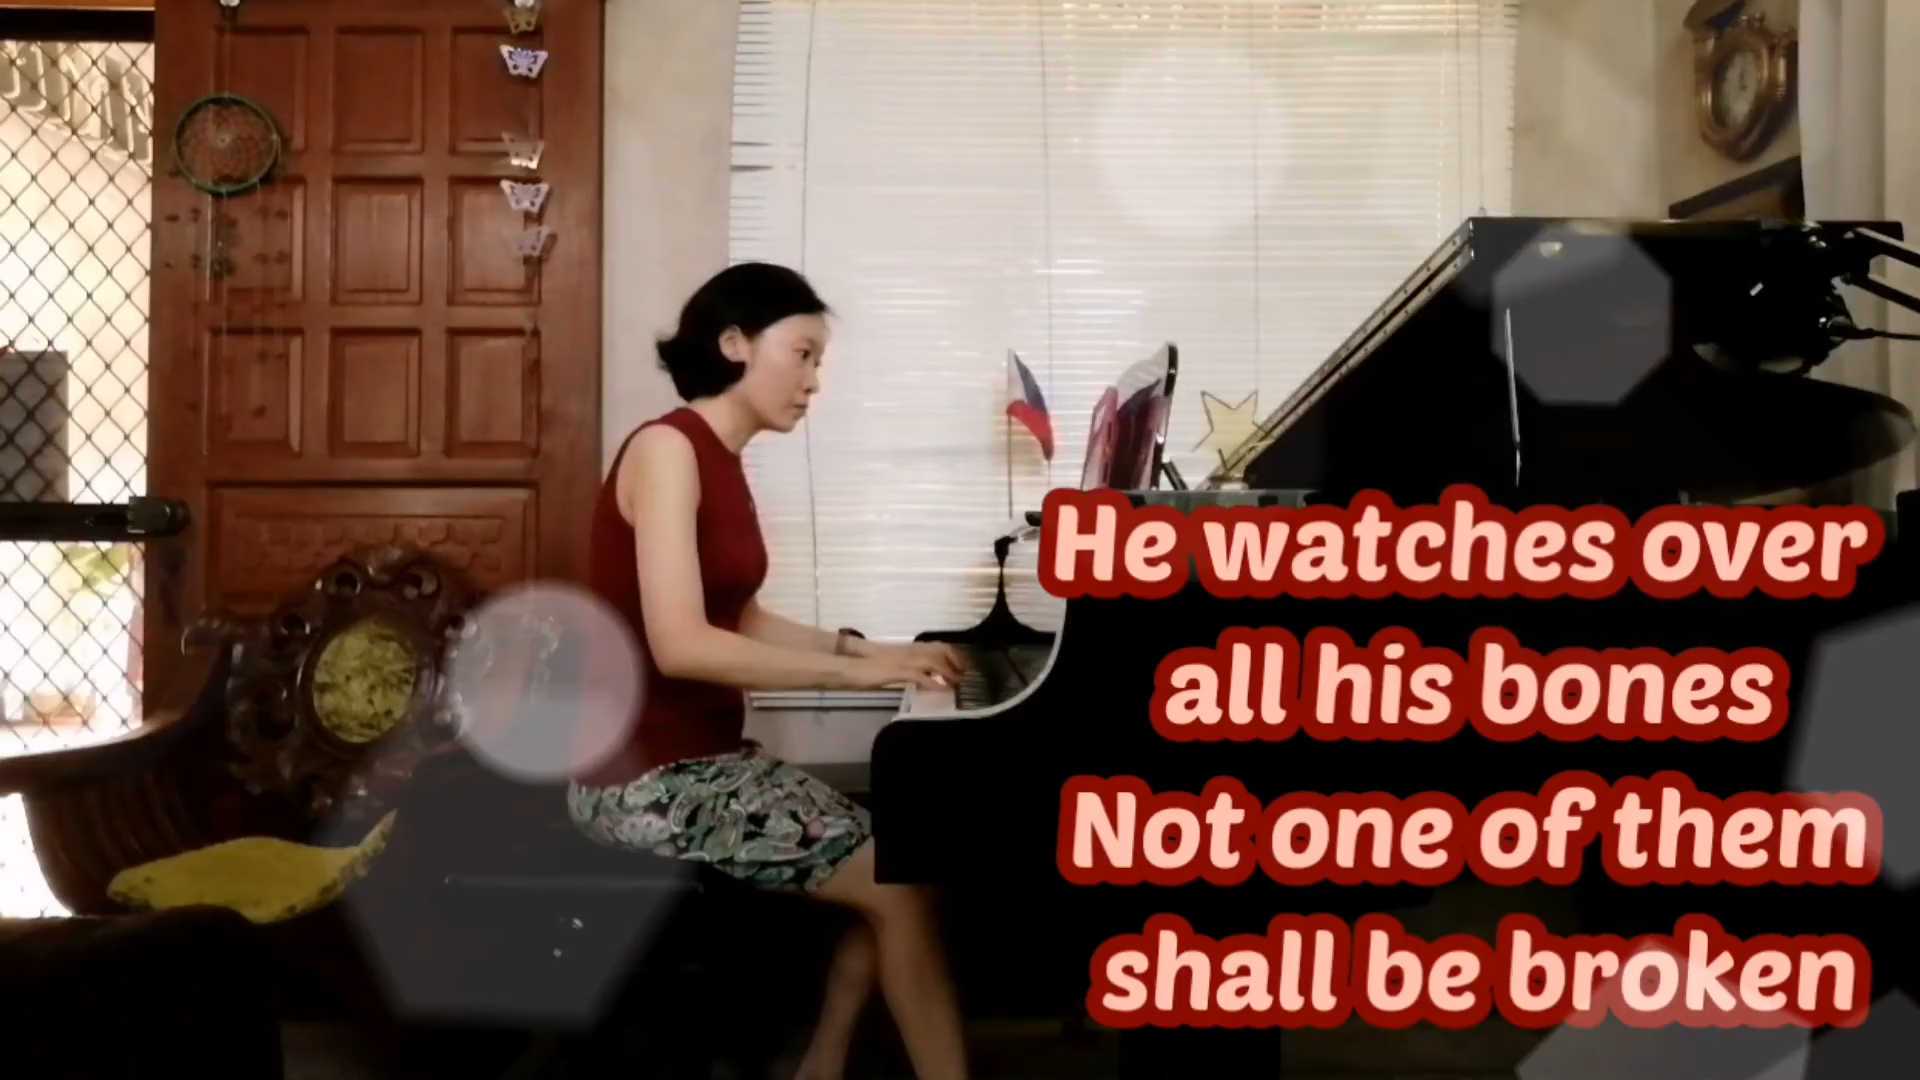 He watches over
all his bones
Not one of them
shall be broken